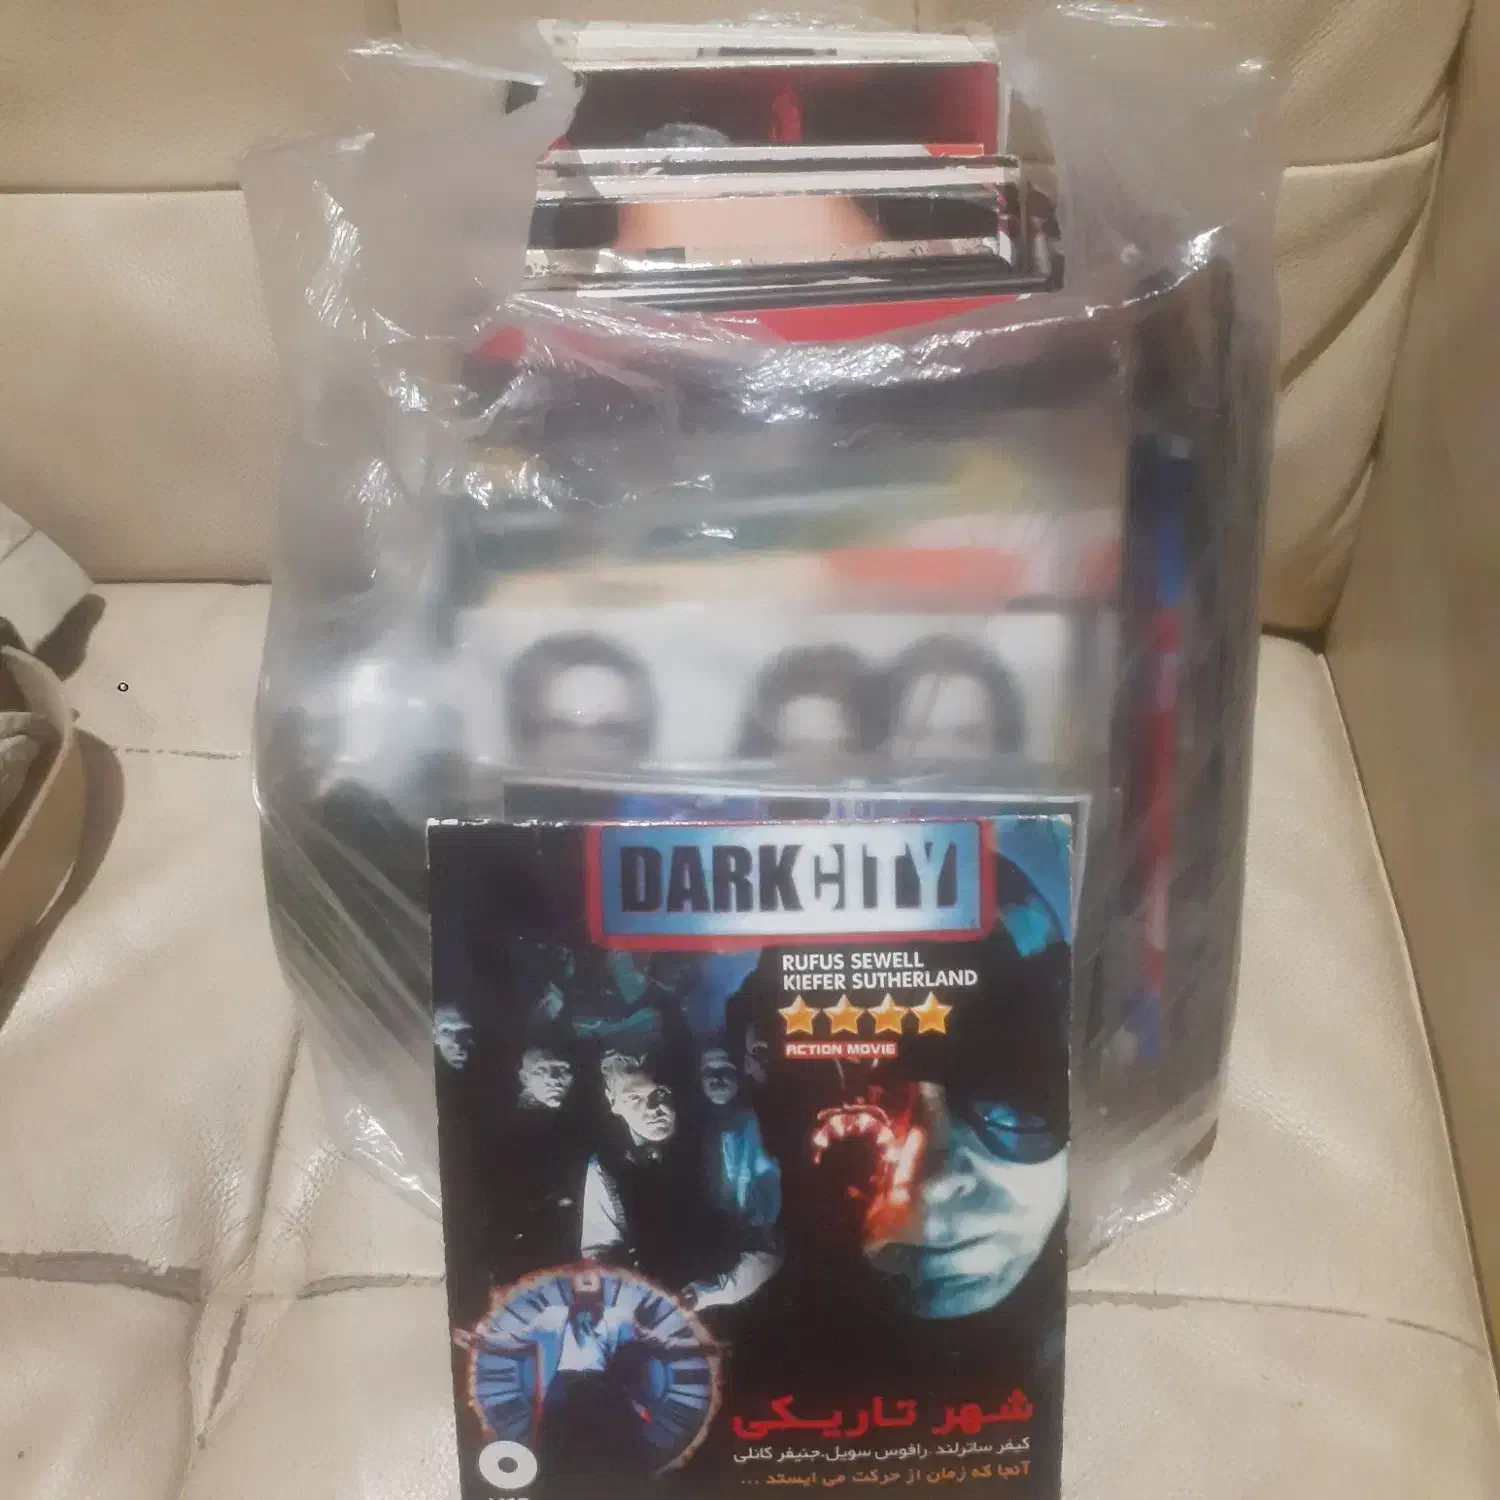 DARK CITY
RUFUS SEWELL
KIEFER SUTHERLAND
ACTION MOVIE
شهر تاریکی
کیفر ساترلند. رافوس سویل. جنیفر کانلی
آنجا که زمان از حرکت می ایستد ...